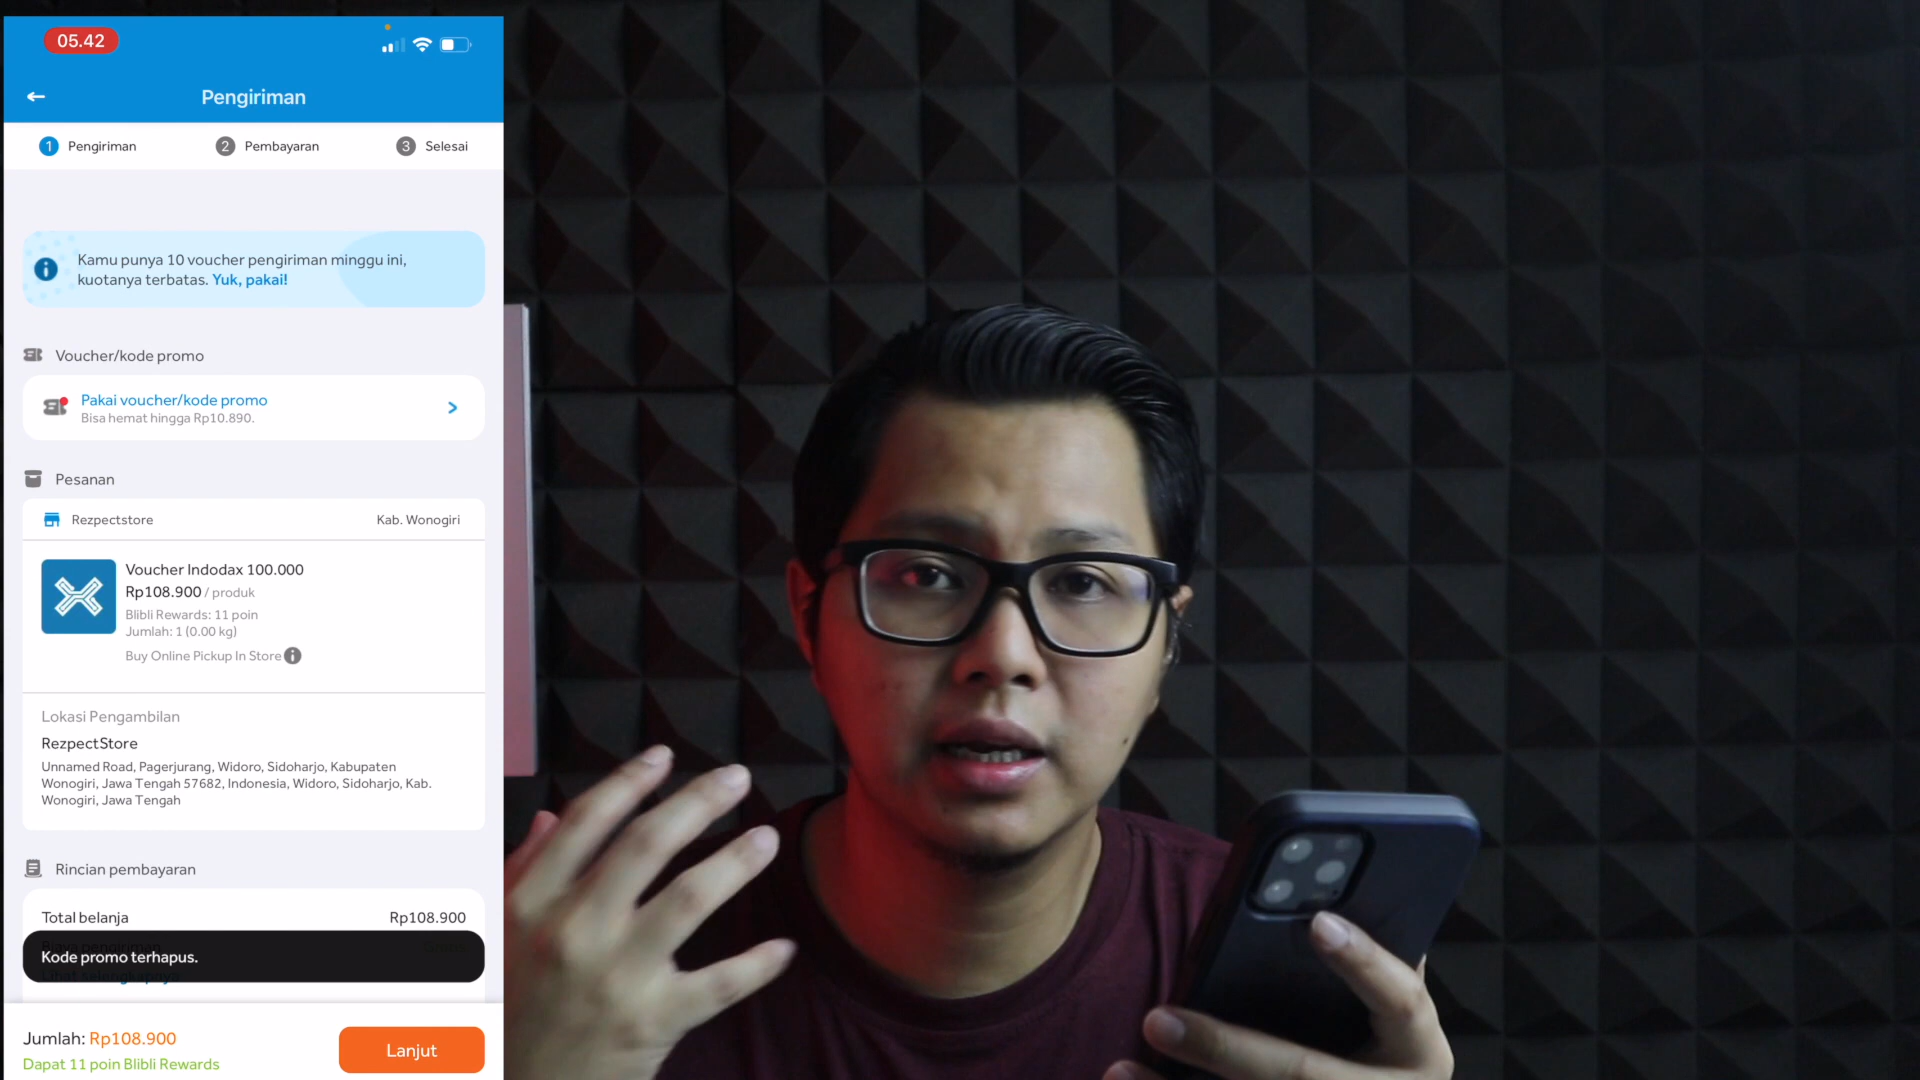 05.42
Pengiriman
1 Pengiriman
2 Pembayaran
3 Selesai
Kamu punya 10 voucher pengiriman minggu ini,
kuotanya terbatas. Yuk, pakai!
Voucher/kode promo
Pakai voucher/kode promo
Bisa hemat hingga Rp10.890.
Pesanan
Rezpectstore Kab. Wonogiri
Voucher Indodax 100.000
Rp108.900 / produk
Blibli Rewards: 11 poin
Jumlah: 1 (0.00 kg)
Buy Online Pickup In Store
Lokasi Pengambilan
RezpectStore
Unnamed Road, Pagerjurang, Widoro, Sidoharjo, Kabupaten
Wonogiri, Jawa Tengah 57682, Indonesia, Widoro, Sidoharjo, Kab.
Wonogiri, Jawa Tengah
Rincian pembayaran
Total belanja Rp108.900
Kode promo terhapus.
Jumlah: Rp108.900
Dapat 11 poin Blibli Rewards
Lanjut